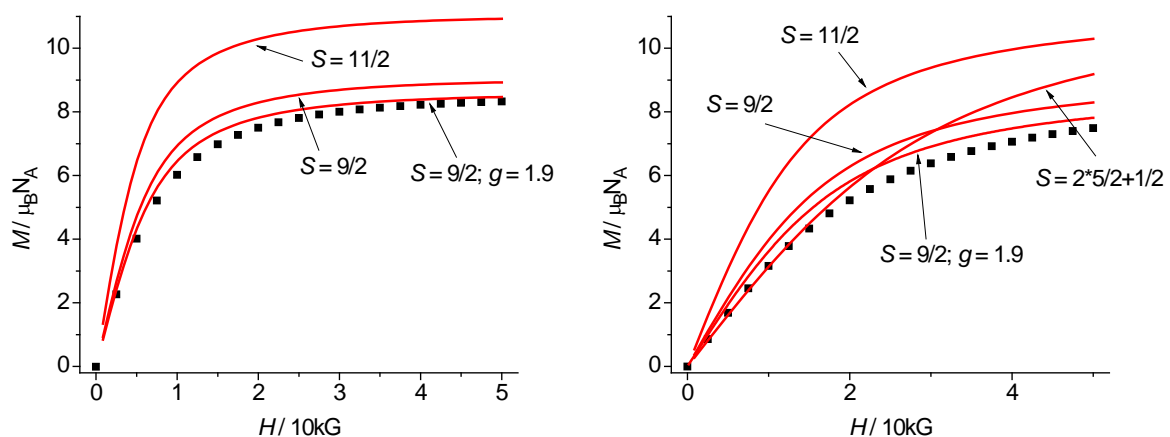 10
8
6
4
2
0
M / μBNA
S = 11/2
S = 9/2
S = 9/2; g = 1.9
0
1
2
3
4
5
H / 10kG
10
8
6
4
2
0
M / μBNA
S = 11/2
S = 9/2
S = 2*5/2+1/2
S = 9/2; g = 1.9
0
2
4
H / 10kG